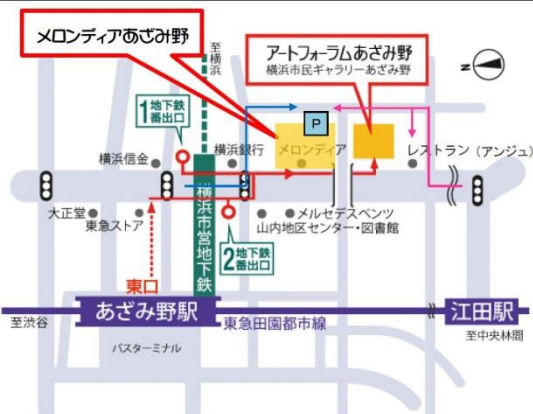 メロンディアあざみ野
至横浜
アートフォーラムあざみ野
横浜市民ギャラリーあざみ野
N
1 地下鉄
番出口
P
横浜信金
横浜銀行
メロンディア
レストラン (アンジュ)
大正堂
東急ストア
横浜市営地下鉄
メルセデスベンツ
山内地区センター・図書館
2 地下鉄
番出口
東口
あざみ野駅
江田駅
至渋谷
東急田園都市線
至中央林間
バスターミナル